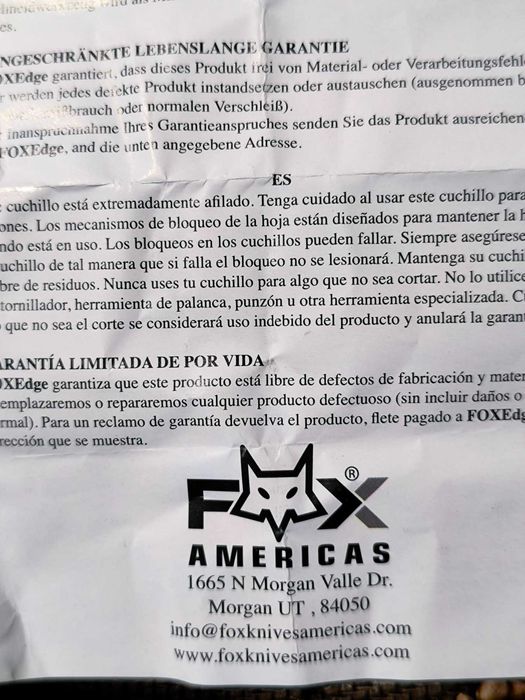 es.
NGESCHRÄNKTE LEBENSLANGE GARANTIE
OXEdge garantiert, dass dieses Produkt frei von Material- oder Verarbeitungsfehl
r werden jedes defekte Produkt instandsetzen oder austauschen (ausgenommen b
brauch oder normalen Verschleiß).
inanspruchnahme Ihres Garantieanspruches senden Sie das Produkt ausreichen
FOXEdge, and die unten angegebene Adresse.
ES
cuchillo está extremadamente afilado. Tenga cuidado al usar este cuchillo para
ones. Los mecanismos de bloqueo de la hoja están diseñados para mantener la h
ndo está en uso. Los bloqueos en los cuchillos pueden fallar. Siempre asegúrese
uchillo de tal manera que si falla el bloqueo no se lesionará. Mantenga su cuchi
bre de residuos. Nunca uses tu cuchillo para algo que no sea cortar. No lo utilice
tornillador, herramienta de palanca, punzón u otra herramienta especializada. C
que no sea el corte se considerará uso indebido del producto y anulará la garan
ARANTÍA LIMITADA DE POR VIDA
OXEdge garantiza que este producto está libre de defectos de fabricación y mater
emplazaremos o repararemos cualquier producto defectuoso (sin incluir daños o
rmal). Para un reclamo de garantía devuelva el producto, flete pagado a FOXEdg
rección que se muestra.
FOX®
AMERICAS
1665 N Morgan Valle Dr.
Morgan UT , 84050
info@foxknivesamericas.com
www.foxknivesamericas.com